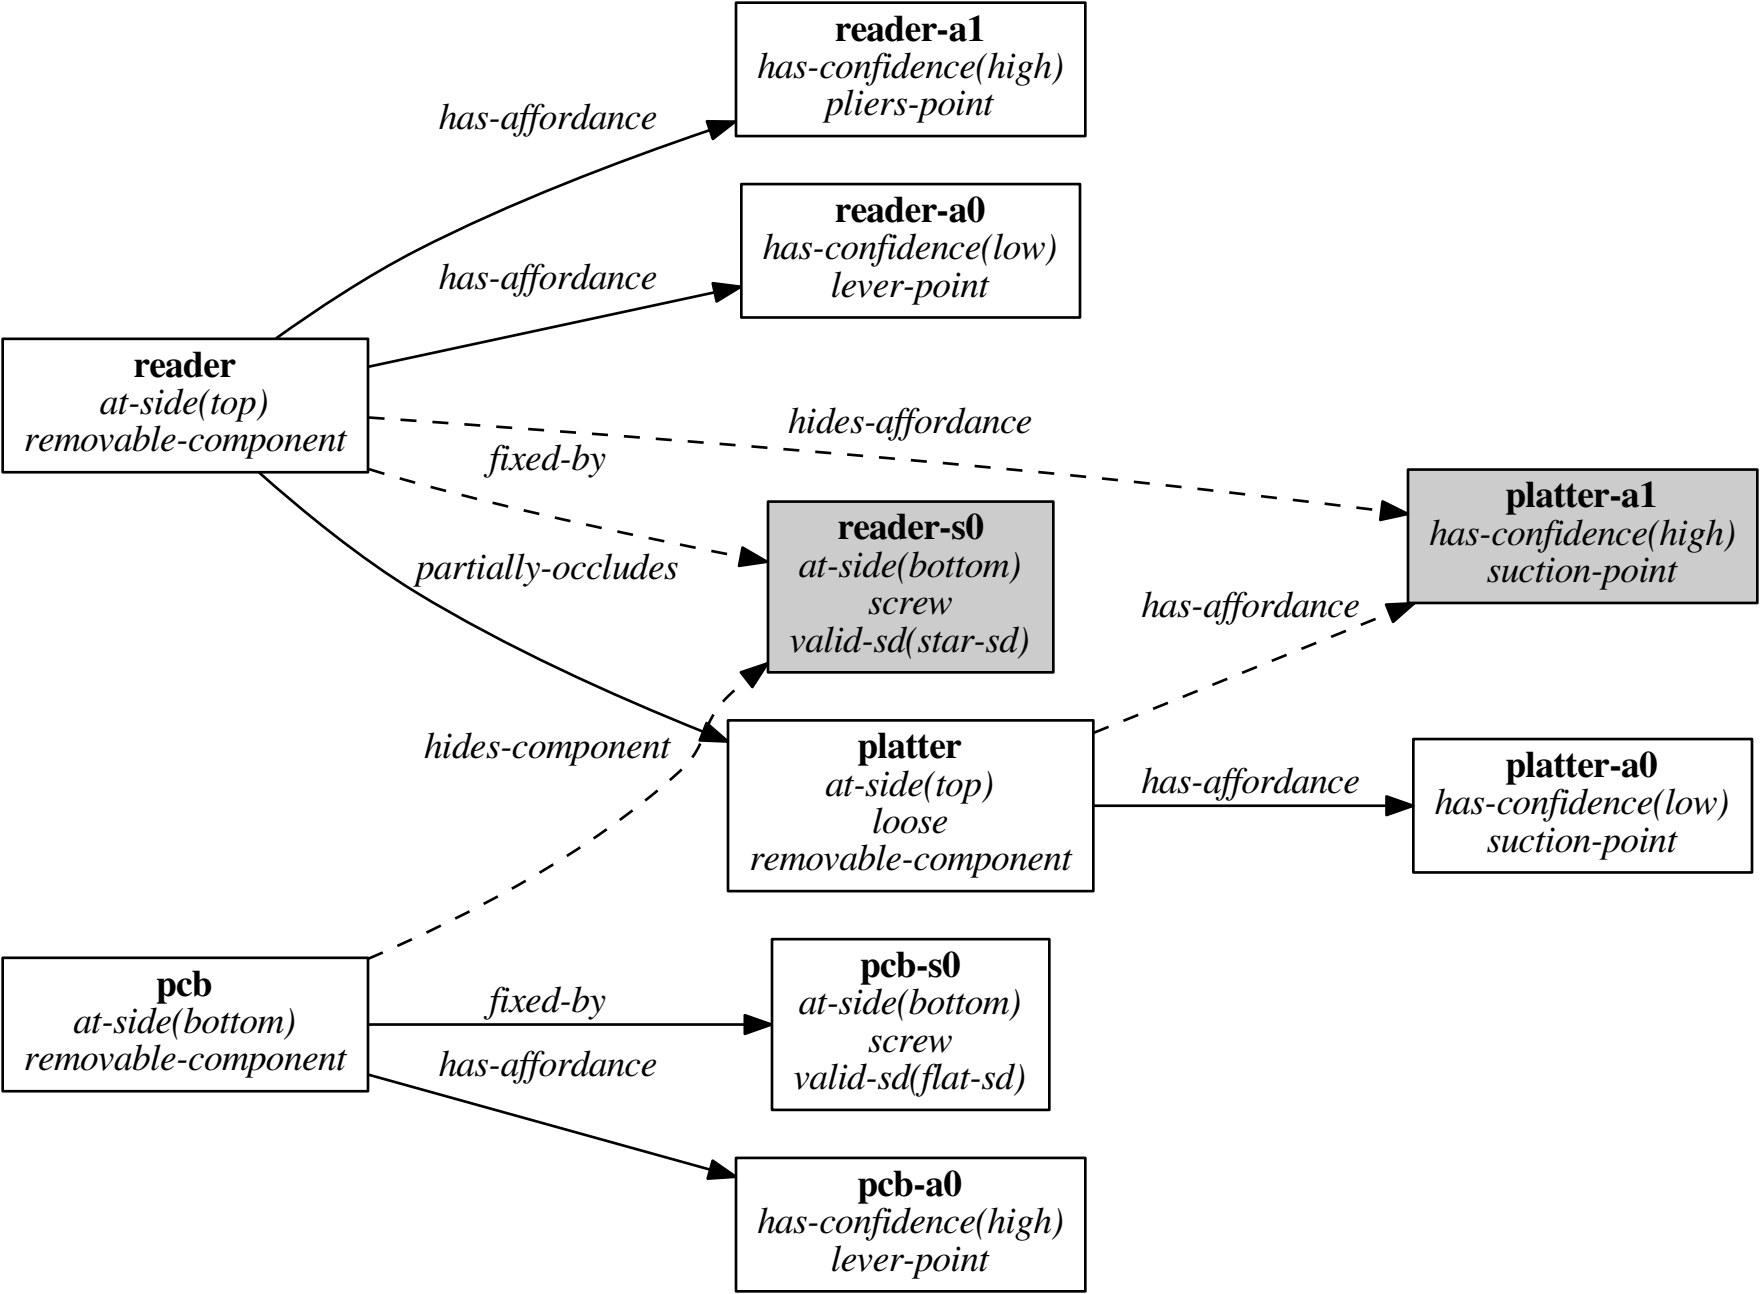 reader-a1
has-confidence(high)
pliers-point
has-affordance
reader-a0
has-confidence(low)
lever-point
has-affordance
reader
at-side(top)
removable-component
hides-affordance
fixed-by
platter-a1
has-confidence(high)
suction-point
reader-s0
at-side(bottom)
screw
valid-sd(star-sd)
partially-occludes
has-affordance
hides-component
platter
at-side(top)
loose
removable-component
has-affordance
platter-a0
has-confidence(low)
suction-point
pcb
at-side(bottom)
removable-component
fixed-by
pcb-s0
at-side(bottom)
screw
valid-sd(flat-sd)
has-affordance
pcb-a0
has-confidence(high)
lever-point